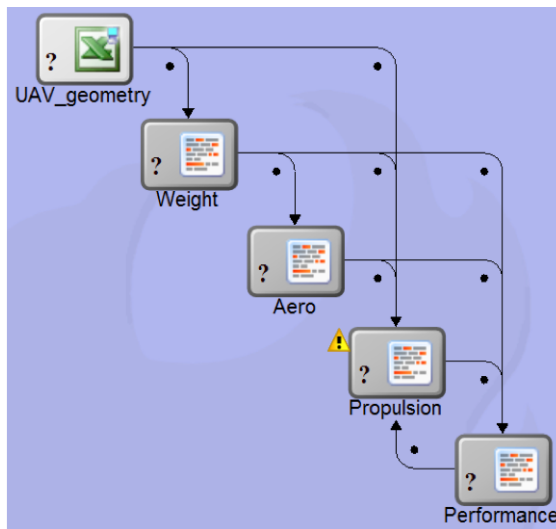 ?
UAV_geometry
?
Weight
?
Aero
?
Propulsion
?
Performance